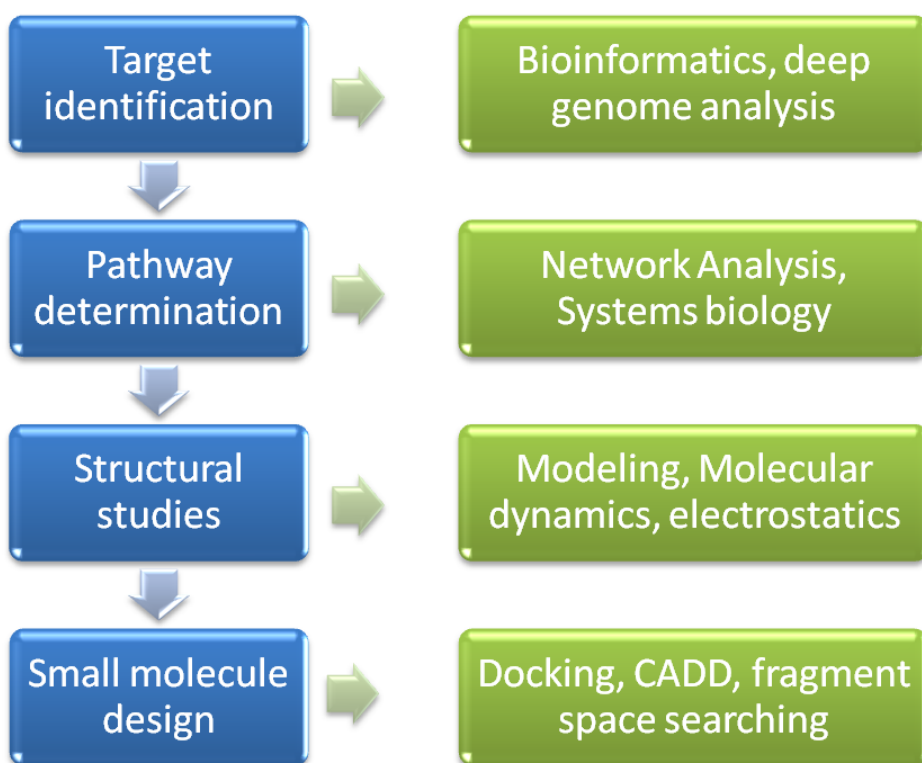 Target
identification
Bioinformatics, deep
genome analysis
Pathway
determination
Network Analysis,
Systems biology
Structural
studies
Modeling, Molecular
dynamics, electrostatics
Small molecule
design
Docking, CADD, fragment
space searching